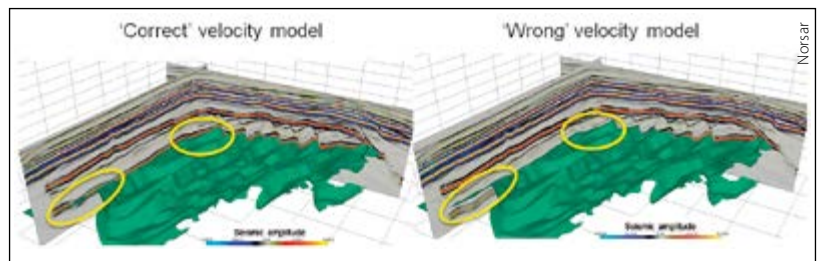 ‘Correct’ velocity model
‘Wrong’ velocity model
Norsar
Seismic amplitude
Seismic amplitude